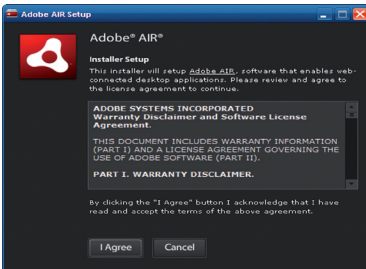 Adobe AIR Setup
Adobe® AIR®
Installer Setup
This installer will setup Adobe AIR, software that enables web-
connected desktop applications. Please review and agree to
the license agreement to continue.
ADOBE SYSTEMS INCORPORATED
Warranty Disclaimer and Software License
Agreement.
THIS DOCUMENT INCLUDES WARRANTY INFORMATION
(PART I) AND A LICENSE AGREEMENT GOVERNING THE
USE OF ADOBE SOFTWARE (PART II).
PART I. WARRANTY DISCLAIMER.
By clicking the "I Agree" button I acknowledge that I have
read and accept the terms of the above agreement.
I Agree
Cancel